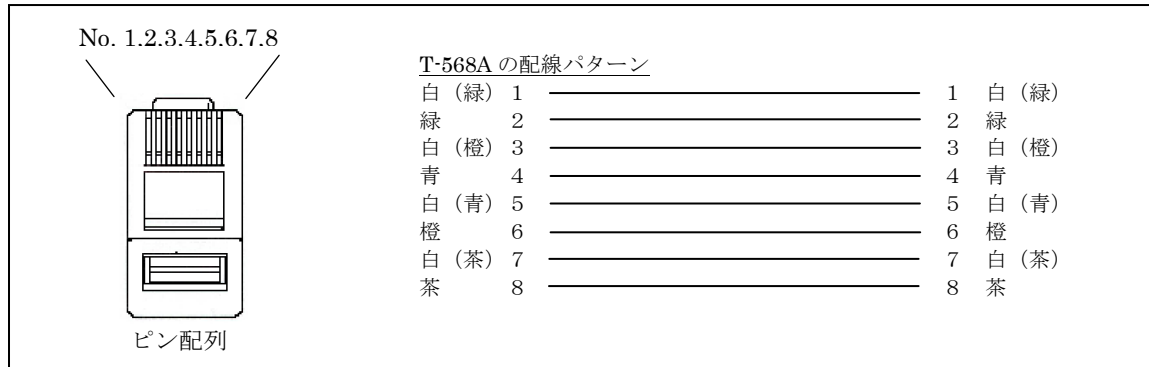 No. 1.2.3.4.5.6.7.8
T-568A の配線パターン
白（緑） 1 1 白（緑）
緑 2 2 緑
白（橙） 3 3 白（橙）
青 4 4 青
白（青） 5 5 白（青）
橙 6 6 橙
白（茶） 7 7 白（茶）
茶 8 8 茶
ピン配列